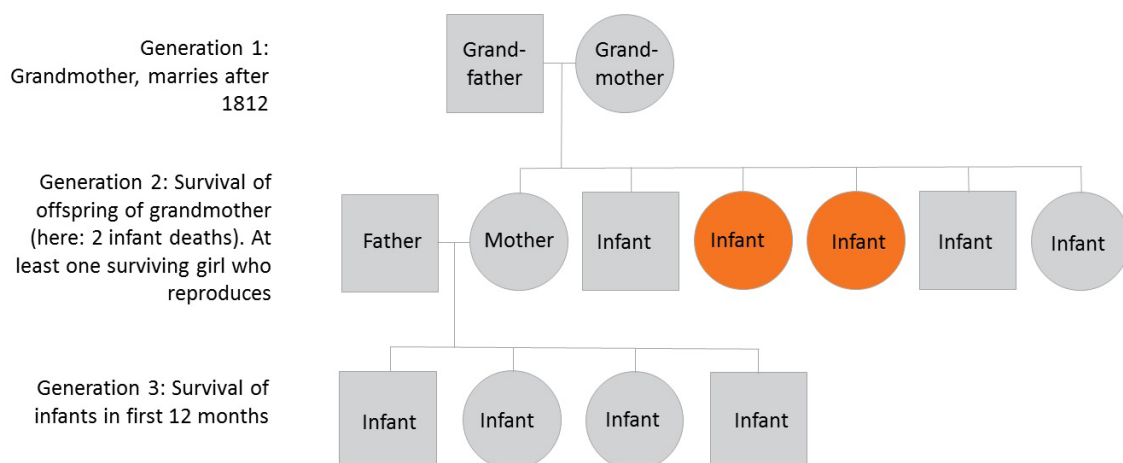 Generation 1:
Grandmother, marries after
1812
Grand-
father
Grand-
mother
Generation 2: Survival of
offspring of grandmother
(here: 2 infant deaths). At
least one surviving girl who
reproduces
Father
Mother
Infant
Infant
Infant
Infant
Infant
Generation 3: Survival of
infants in first 12 months
Infant
Infant
Infant
Infant